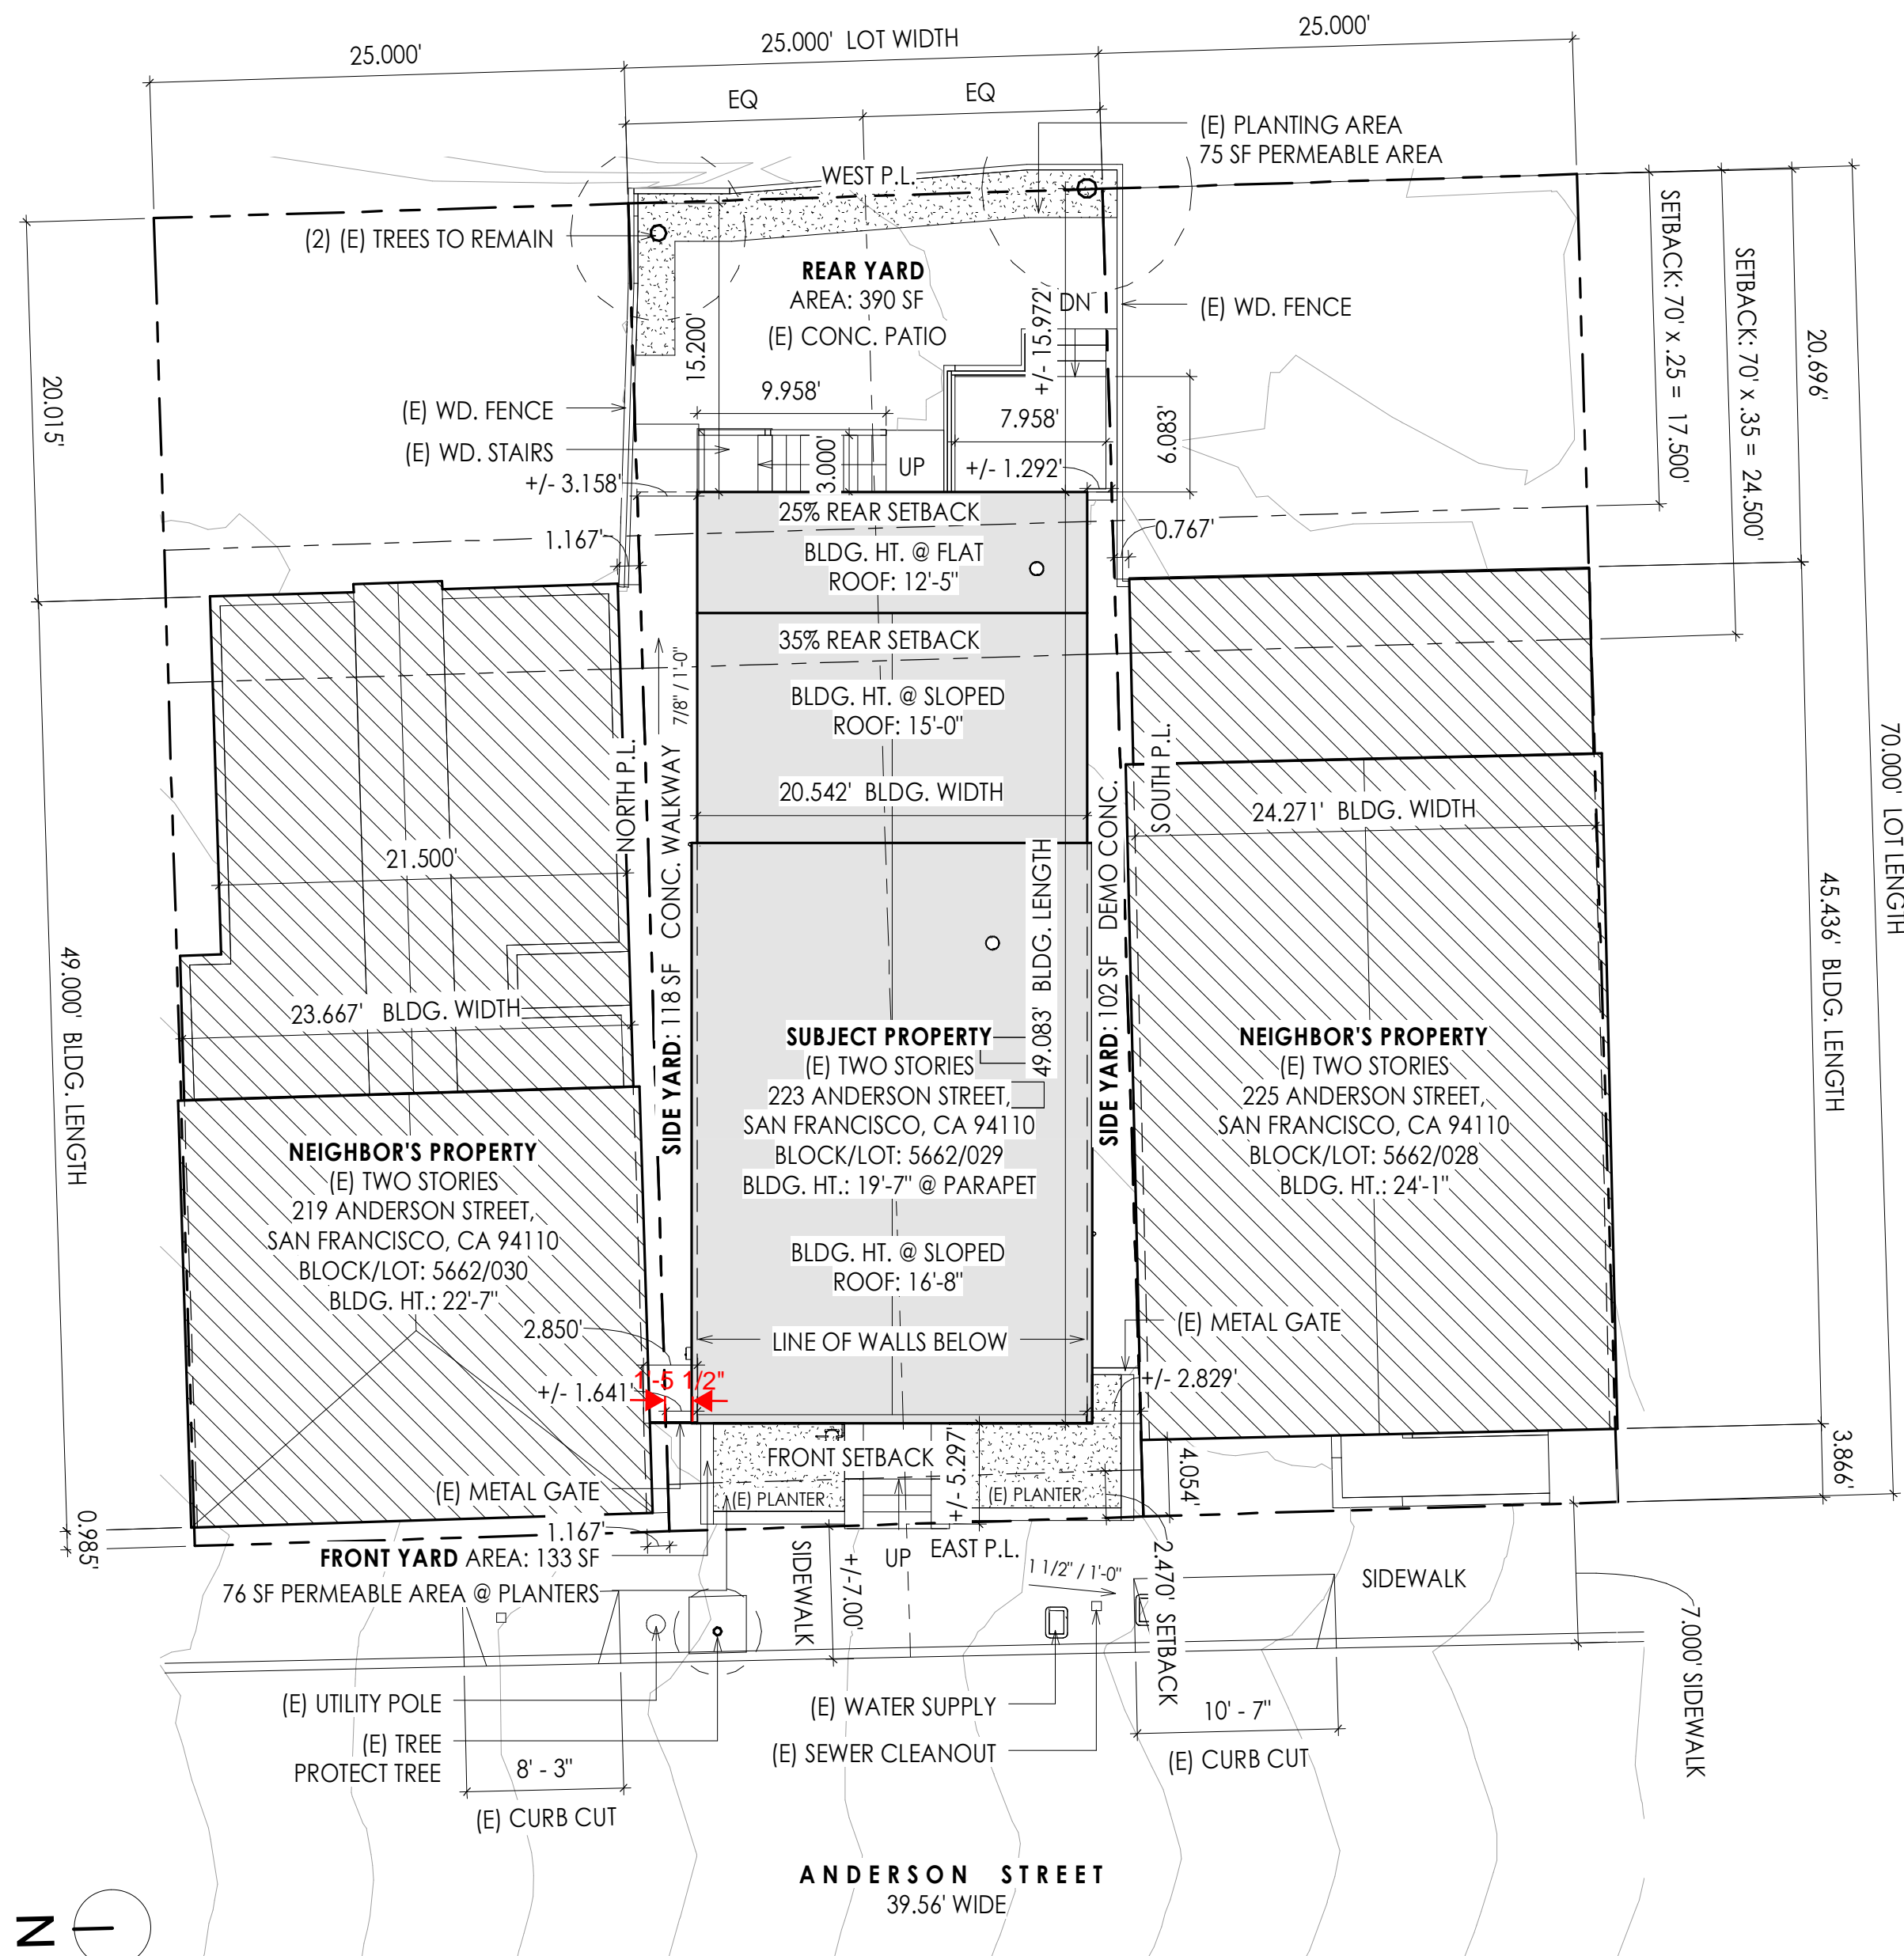 25.000'
25.000' LOT WIDTH
25.000'
EQ
EQ
(E) PLANTING AREA
75 SF PERMEABLE AREA
WEST P.L.
(2) (E) TREES TO REMAIN
REAR YARD
AREA: 390 SF
(E) CONC. PATIO
DN
(E) WD. FENCE
15.200'
+/- 15.972'
SETBACK: 70' x .25 = 17.500'
SETBACK: 70' x .35 = 24.500'
20.696'
70.000' LOT LENGTH
20.015'
(E) WD. FENCE
(E) WD. STAIRS
9.958'
7.958'
6.083'
3.000'
UP
+/- 3.158'
+/- 1.292'
1.167'
0.767'
25% REAR SETBACK
BLDG. HT. @ FLAT
ROOF: 12'-5"
35% REAR SETBACK
BLDG. HT. @ SLOPED
ROOF: 15'-0"
7/8" / 1'-0"
20.542' BLDG. WIDTH
NORTH P.L.
SIDE YARD: 118 SF CONC. WALKWAY
SIDE YARD: 102 SF DEMO CONC.
SOUTH P.L.
24.271' BLDG. WIDTH
21.500'
23.667' BLDG. WIDTH
49.083' BLDG. LENGTH
45.436' BLDG. LENGTH
49.000' BLDG. LENGTH
SUBJECT PROPERTY
(E) TWO STORIES
223 ANDERSON STREET,
SAN FRANCISCO, CA 94110
BLOCK/LOT: 5662/029
BLDG. HT.: 19'-7" @ PARAPET
BLDG. HT. @ SLOPED
ROOF: 16'-8"
NEIGHBOR'S PROPERTY
(E) TWO STORIES
225 ANDERSON STREET,
SAN FRANCISCO, CA 94110
BLOCK/LOT: 5662/028
BLDG. HT.: 24'-1"
NEIGHBOR'S PROPERTY
(E) TWO STORIES
219 ANDERSON STREET,
SAN FRANCISCO, CA 94110
BLOCK/LOT: 5662/030
BLDG. HT.: 22'-7"
2.850'
LINE OF WALLS BELOW
(E) METAL GATE
+/- 1.641'
1'-5 1/2"
+/- 2.829'
FRONT SETBACK
+/- 5.297'
4.054'
3.866'
(E) METAL GATE
(E) PLANTER
(E) PLANTER
0.985'
1.167'
FRONT YARD AREA: 133 SF
76 SF PERMEABLE AREA @ PLANTERS
SIDEWALK
+/-7.00'
UP
EAST P.L.
1 1/2" / 1'-0"
2.470' SETBACK
SIDEWALK
7.000' SIDEWALK
(E) UTILITY POLE
(E) TREE
PROTECT TREE
8' - 3"
(E) CURB CUT
(E) WATER SUPPLY
(E) SEWER CLEANOUT
10' - 7"
(E) CURB CUT
ANDERSON STREET
39.56' WIDE
N